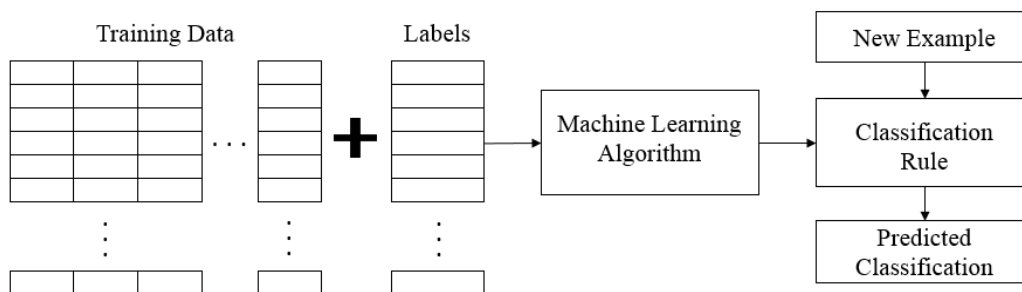 Training Data
Labels
New Example
Machine Learning
Algorithm
Classification
Rule
Predicted
Classification